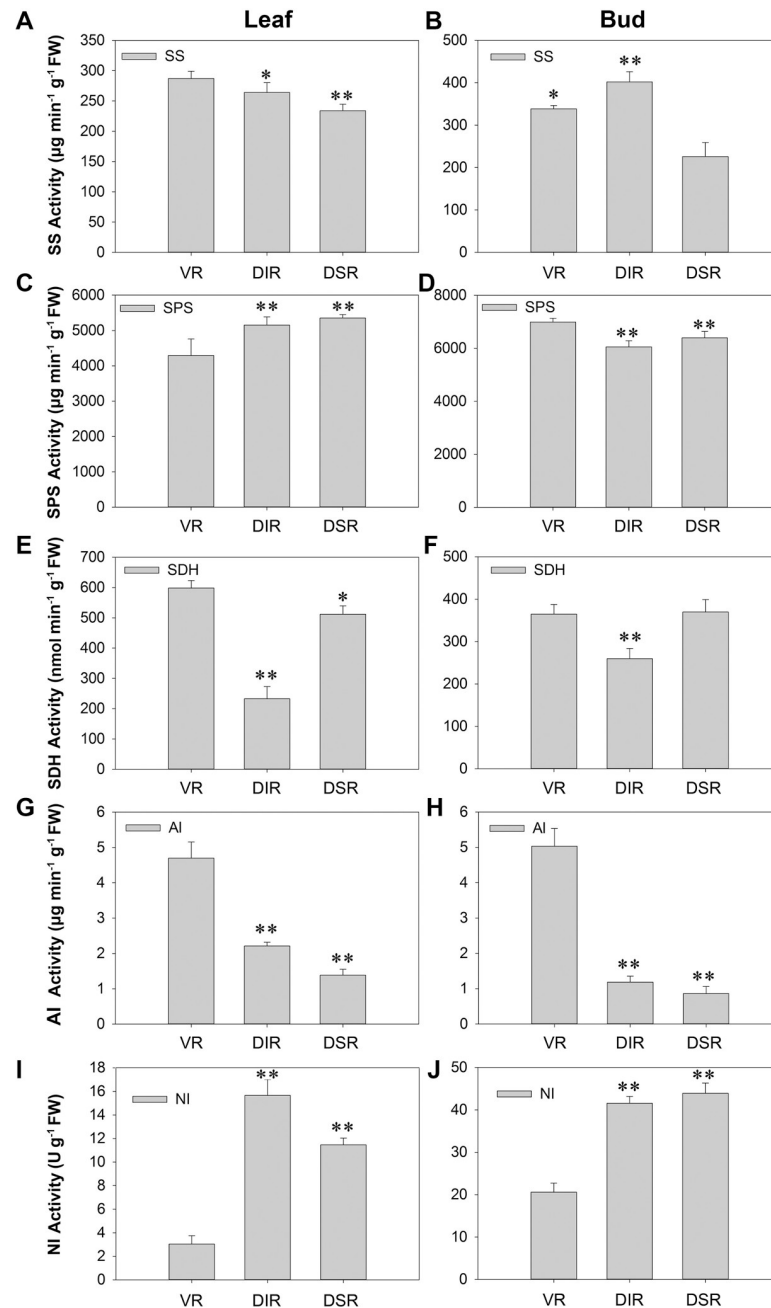 Leaf Bud
A B
SS Activity (µg min⁻¹ g⁻¹ FW)
350
300
250
200
150
100
50
0
SS
*
**
VR DIR DSR
500
400
300
200
100
0
SS
*
**
VR DIR DSR
C D
SPS Activity (µg min⁻¹ g⁻¹ FW)
6000
5000
4000
3000
2000
1000
0
SPS
** **
VR DIR DSR
8000
6000
4000
2000
0
SPS
** **
VR DIR DSR
E F
SDH Activity (nmol min⁻¹ g⁻¹ FW)
700
600
500
400
300
200
100
0
SDH
**
*
VR DIR DSR
500
400
300
200
100
0
SDH
**
VR DIR DSR
G H
AI Activity (µg min⁻¹ g⁻¹ FW)
6
5
4
3
2
1
0
AI
**
**
VR DIR DSR
6
5
4
3
2
1
0
AI
**
**
VR DIR DSR
I J
NI Activity (U g⁻¹ FW)
18
16
14
12
10
8
6
4
2
0
NI
**
**
VR DIR DSR
50
40
30
20
10
0
NI
**
**
VR DIR DSR